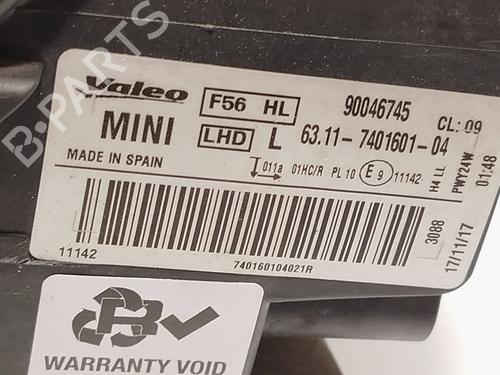 Valeo F56 HL 90046745 CL: 09
MINI LHD L 63.11-7401601-04
MADE IN SPAIN 011a 01HC/R PL 10 E9 11142
H4 LL PWY24W 01:48
3088 17/11/17
11142 740160104021R
B
WARRANTY VOID
B-PARTS